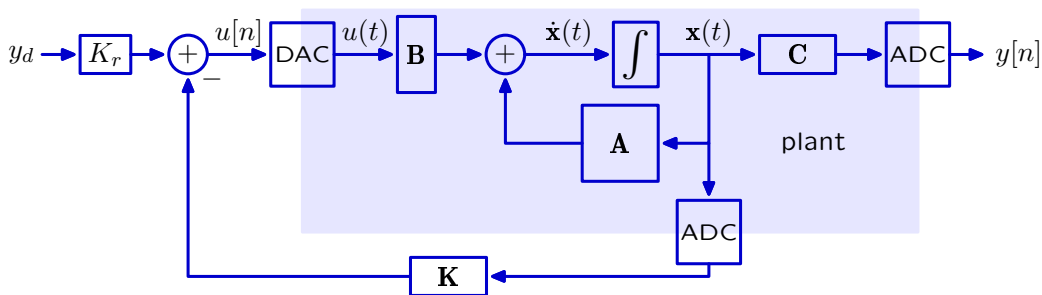 y_d K_r + u[n] DAC u(t) B + ẋ(t) ∫ x(t) C ADC y[n]
−
A plant
ADC
K